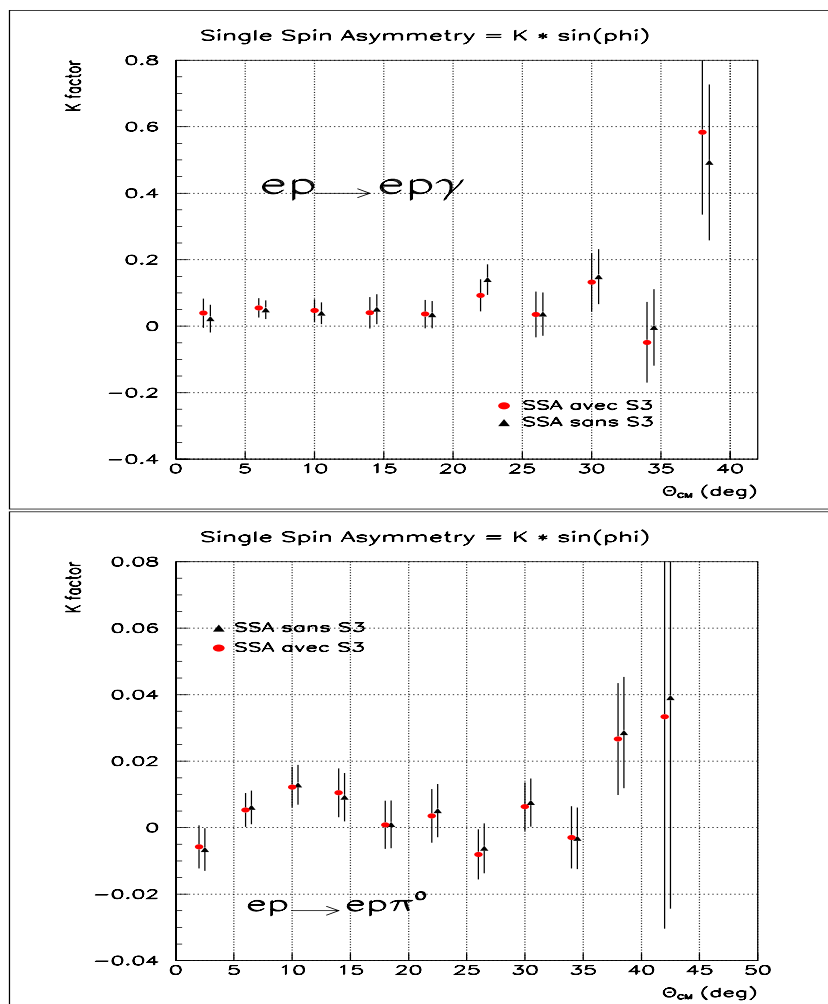 Single Spin Asymmetry = K * sin(phi)
K factor
0.8
0.6
0.4
0.2
0
−0.2
−0.4
ep → epγ
SSA avec S3
SSA sans S3
0 5 10 15 20 25 30 35 40
ΘCM (deg)
Single Spin Asymmetry = K * sin(phi)
K factor
0.08
0.06
0.04
0.02
0
−0.02
−0.04
SSA sans S3
SSA avec S3
ep → epπ°
0 5 10 15 20 25 30 35 40 45 50
ΘCM (deg)